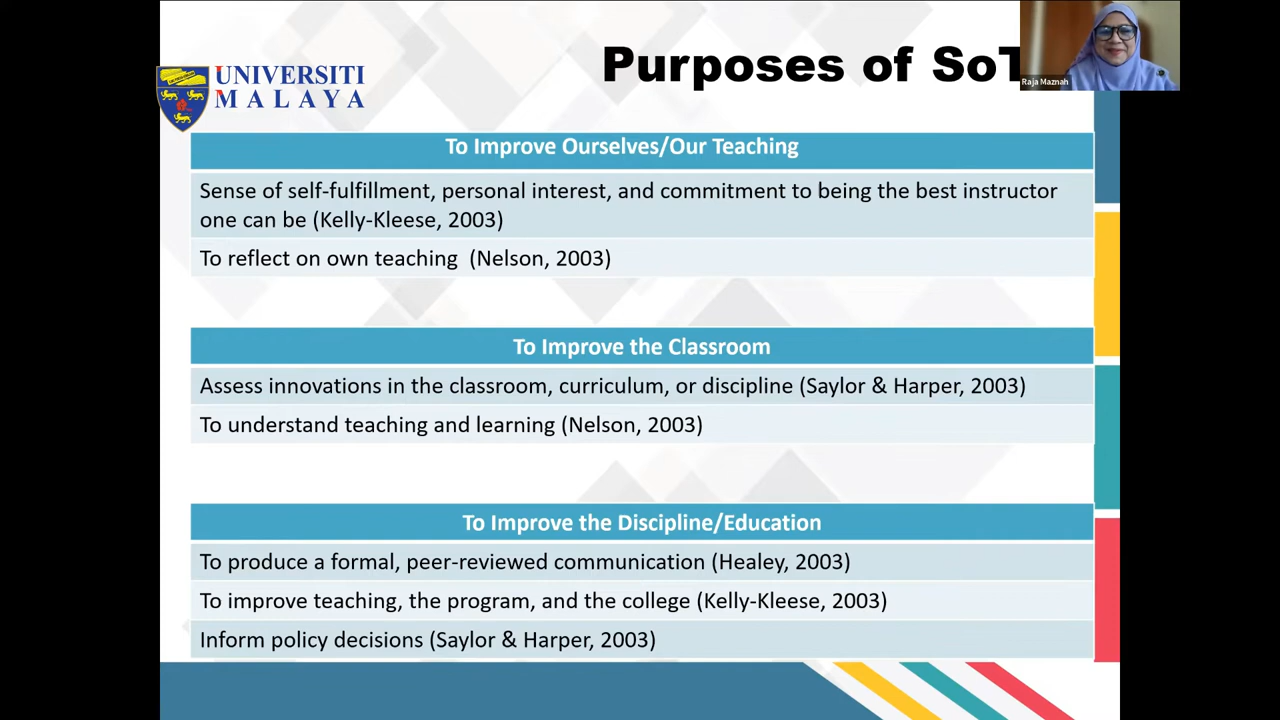 Purposes of SoT
Raja Maznah
UNIVERSITI
MALAYA
To Improve Ourselves/Our Teaching
Sense of self-fulfillment, personal interest, and commitment to being the best instructor
one can be (Kelly-Kleese, 2003)
To reflect on own teaching (Nelson, 2003)
To Improve the Classroom
Assess innovations in the classroom, curriculum, or discipline (Saylor & Harper, 2003)
To understand teaching and learning (Nelson, 2003)
To Improve the Discipline/Education
To produce a formal, peer-reviewed communication (Healey, 2003)
To improve teaching, the program, and the college (Kelly-Kleese, 2003)
Inform policy decisions (Saylor & Harper, 2003)